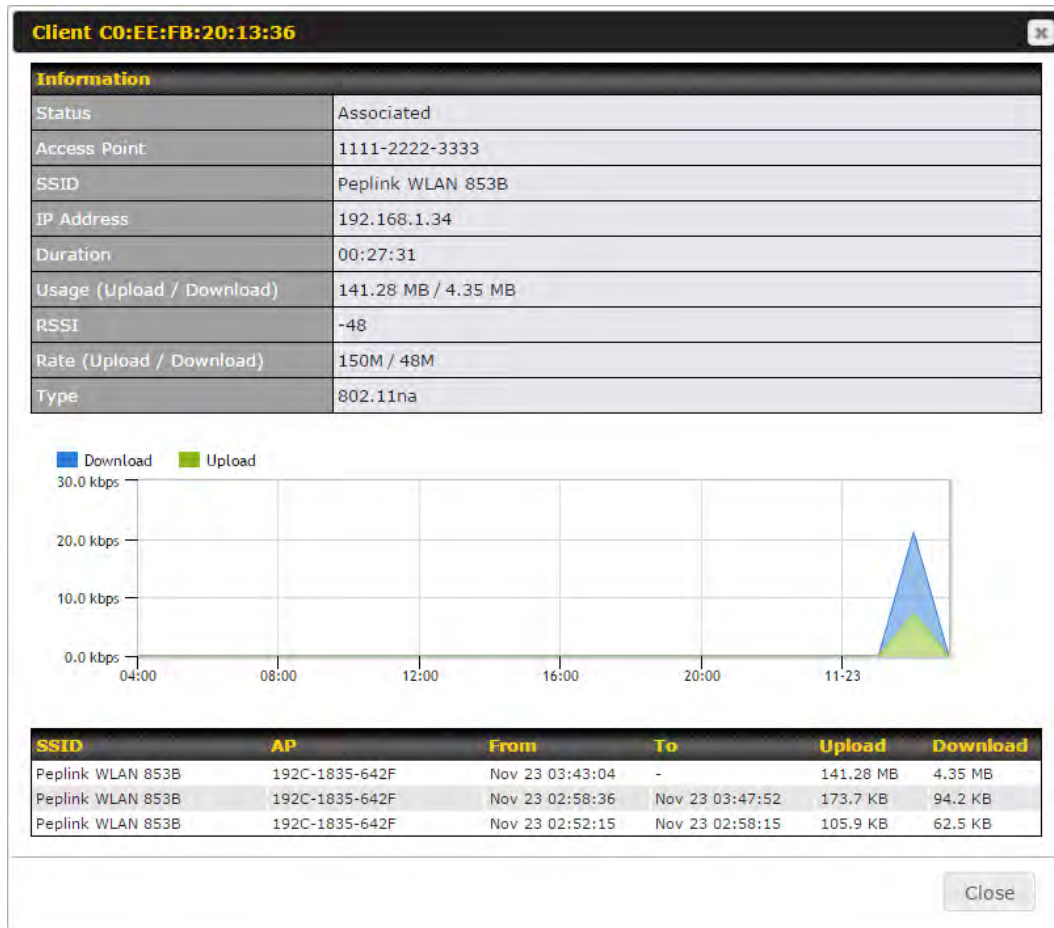 Client C0:EE:FB:20:13:36
Information
Status Associated
Access Point 1111-2222-3333
SSID Peplink WLAN 853B
IP Address 192.168.1.34
Duration 00:27:31
Usage (Upload / Download) 141.28 MB / 4.35 MB
RSSI -48
Rate (Upload / Download) 150M / 48M
Type 802.11na
Download Upload
30.0 kbps
20.0 kbps
10.0 kbps
0.0 kbps
04:00 08:00 12:00 16:00 20:00 11-23
SSID AP From To Upload Download
Peplink WLAN 853B 192C-1835-642F Nov 23 03:43:04 - 141.28 MB 4.35 MB
Peplink WLAN 853B 192C-1835-642F Nov 23 02:58:36 Nov 23 03:47:52 173.7 KB 94.2 KB
Peplink WLAN 853B 192C-1835-642F Nov 23 02:52:15 Nov 23 02:58:15 105.9 KB 62.5 KB
Close